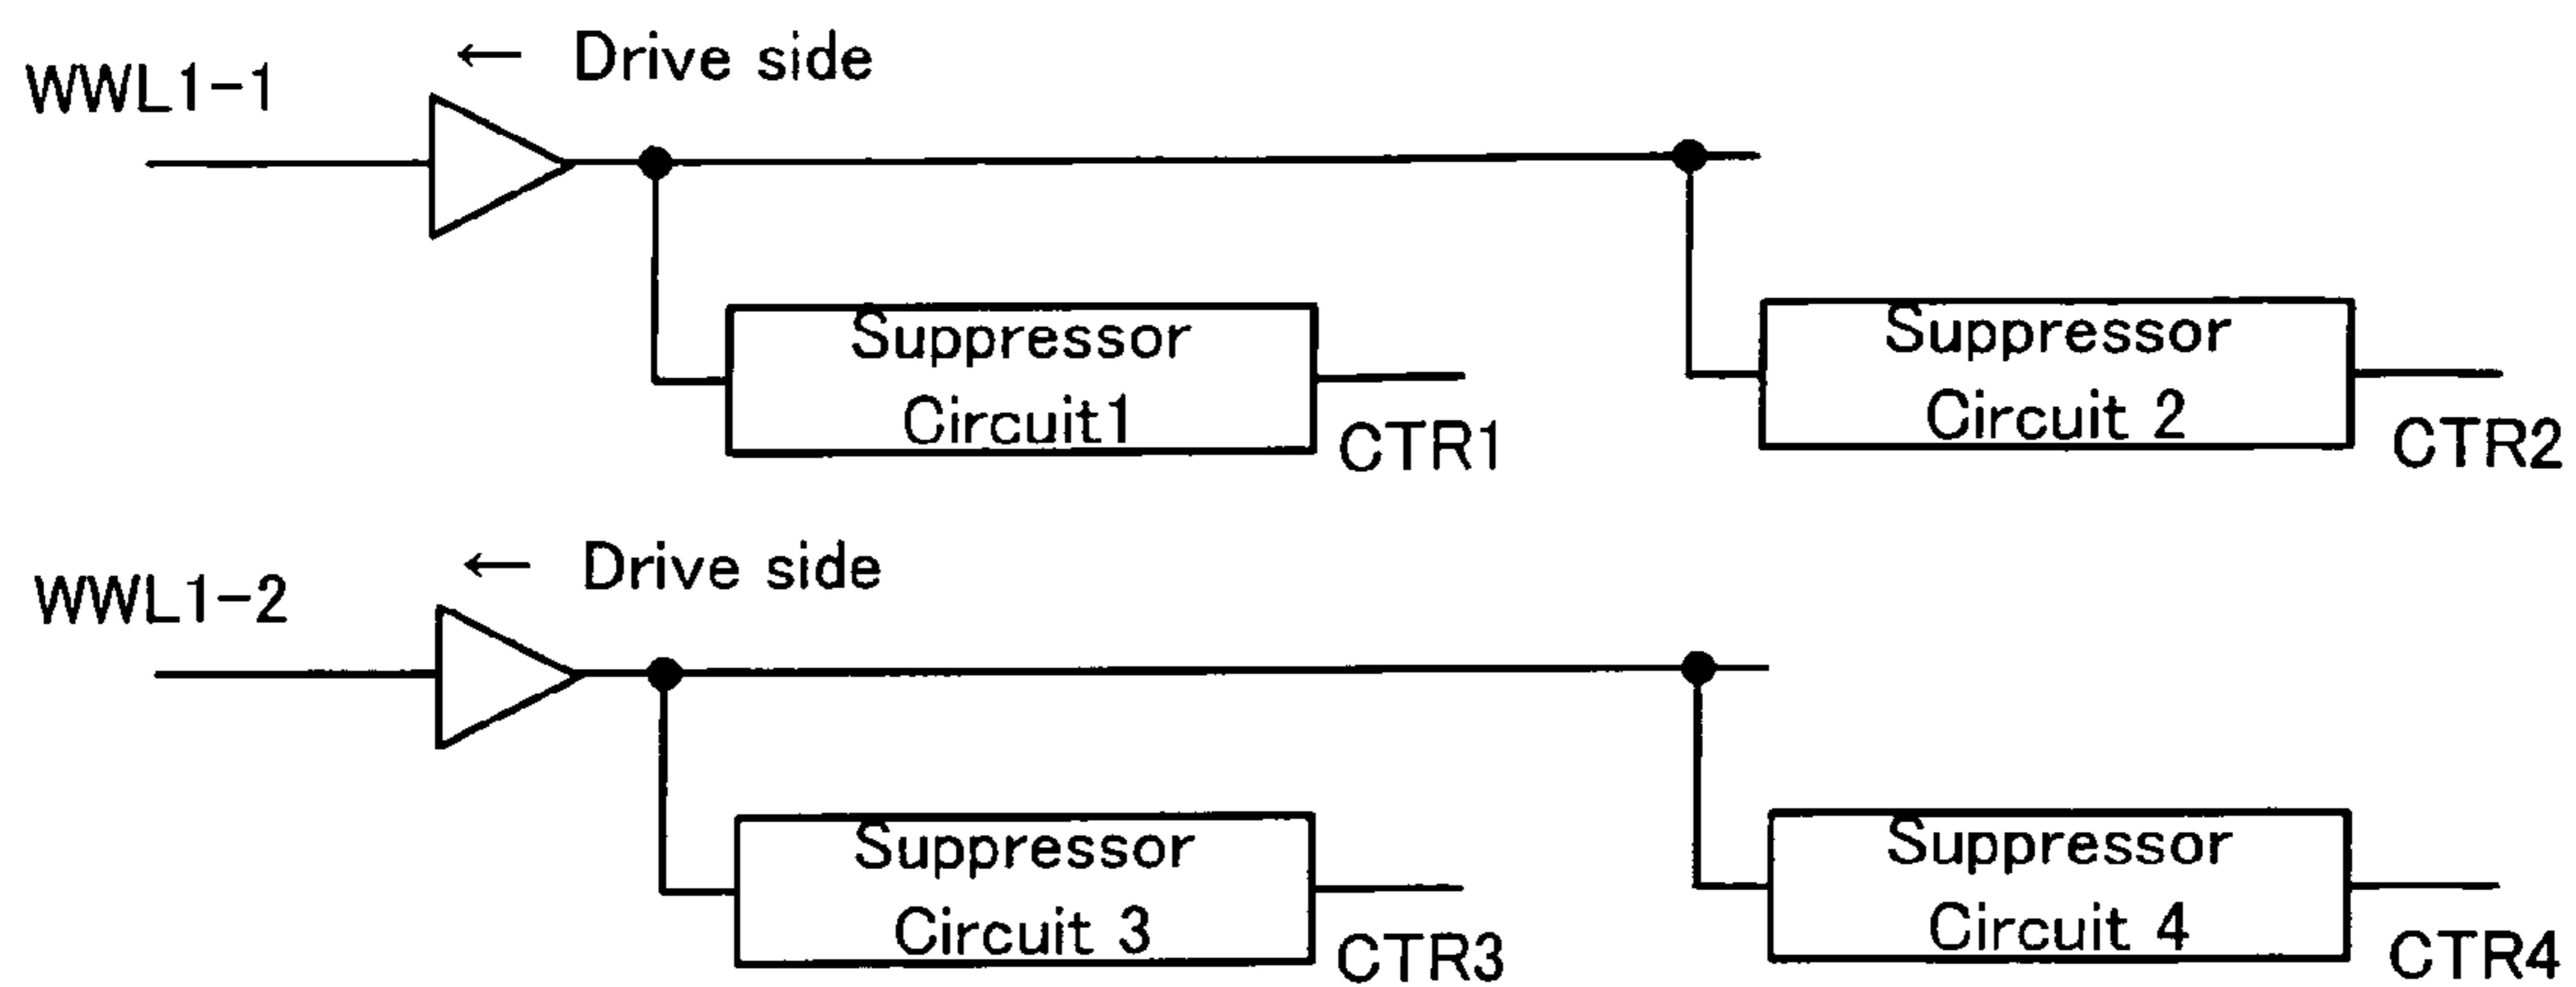 ← Drive side
WWL1-1
Suppressor
Circuit1
CTR1
Suppressor
Circuit 2
CTR2
← Drive side
WWL1-2
Suppressor
Circuit 3
CTR3
Suppressor
Circuit 4
CTR4